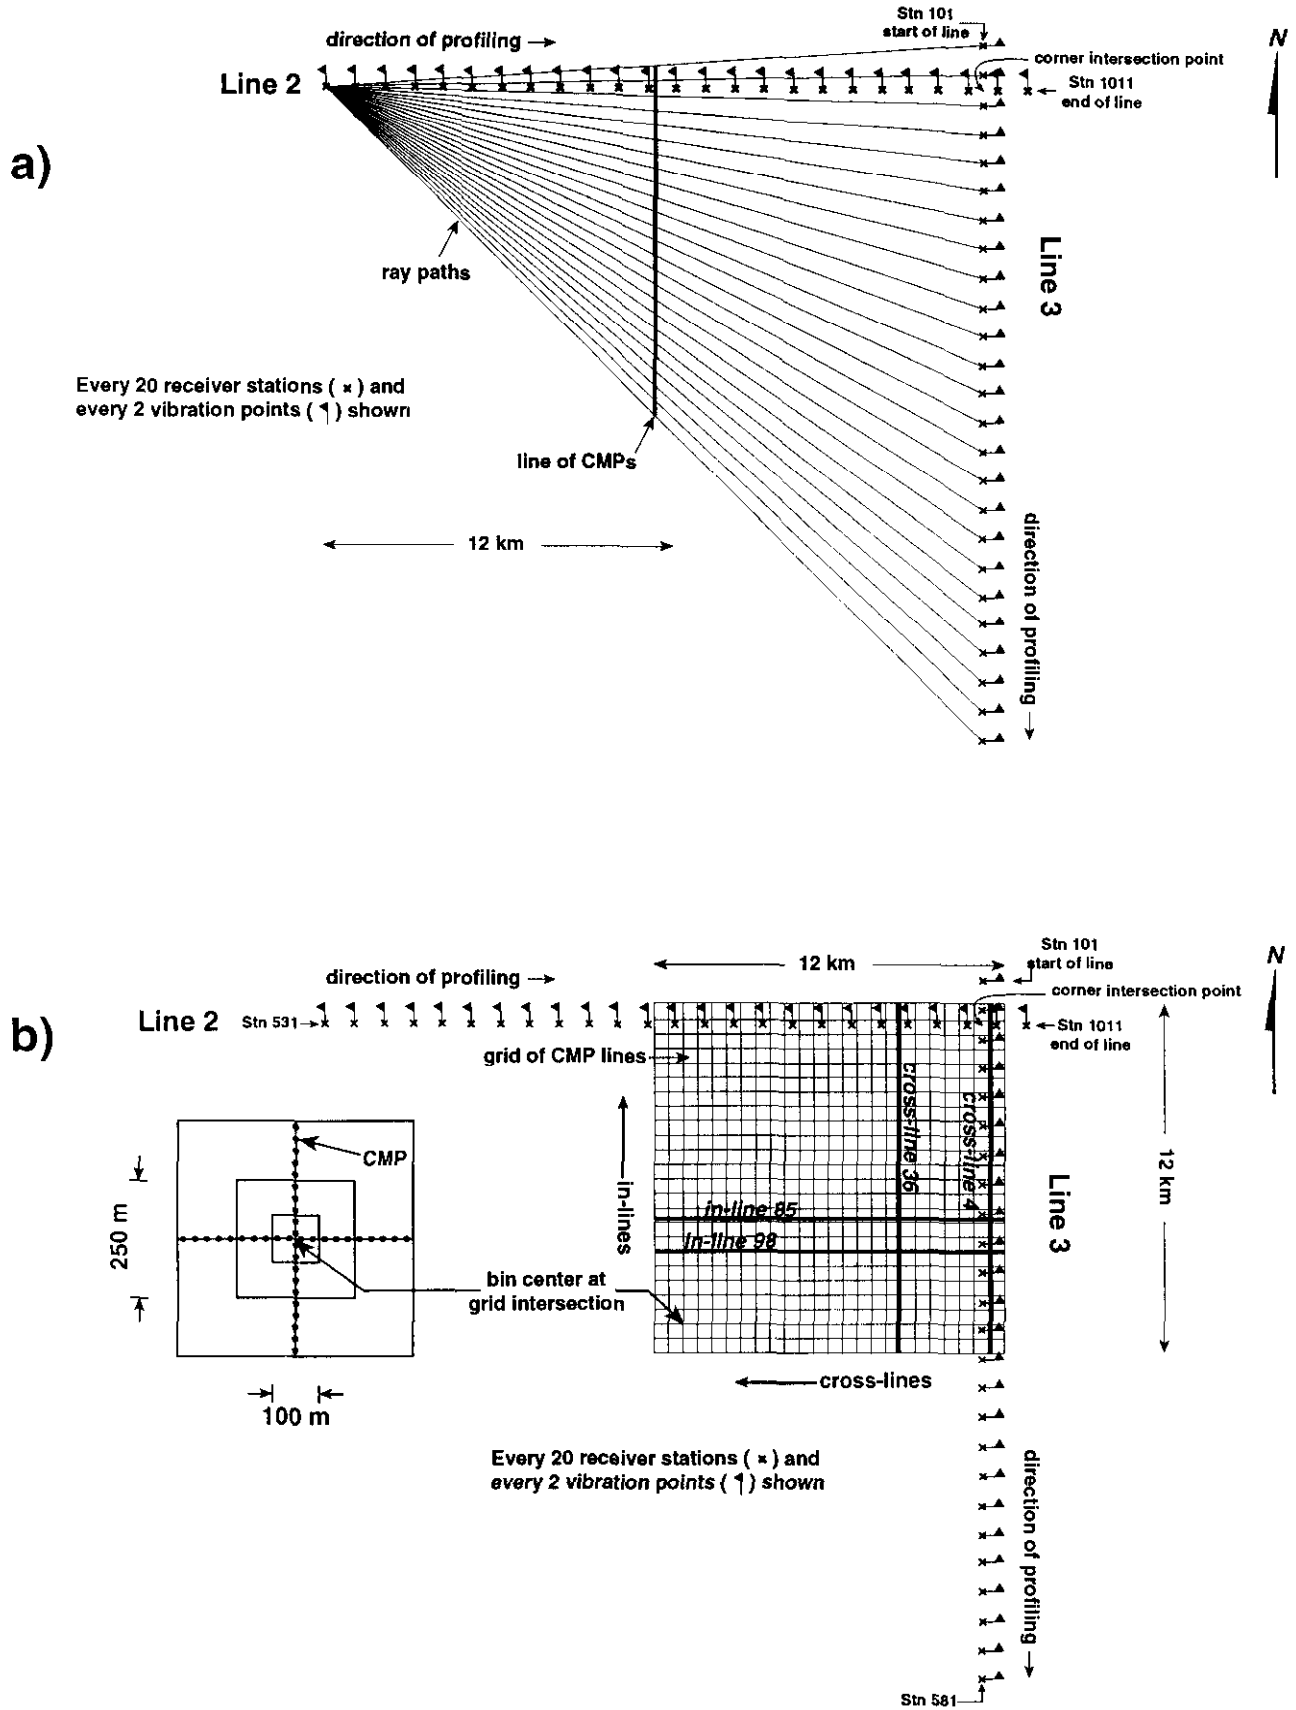 Stn 101
start of line
direction of profiling
N
corner intersection point
Line 2
Stn 1011
end of line
a)
Line 3
ray paths
Every 20 receiver stations ( × ) and
every 2 vibration points ( ) shown
line of CMPs
direction of profiling
12 km
Stn 101
start of line
N
12 km
direction of profiling
corner intersection point
b)
Line 2
Stn 531
Stn 1011
end of line
grid of CMP lines
cross-line 36
cross-line 4
CMP
12 km
in-lines
Line 3
250 m
in-line 85
in-line 98
bin center at
grid intersection
cross-lines
100 m
Every 20 receiver stations ( × ) and
every 2 vibration points ( ) shown
direction of profiling
Stn 581